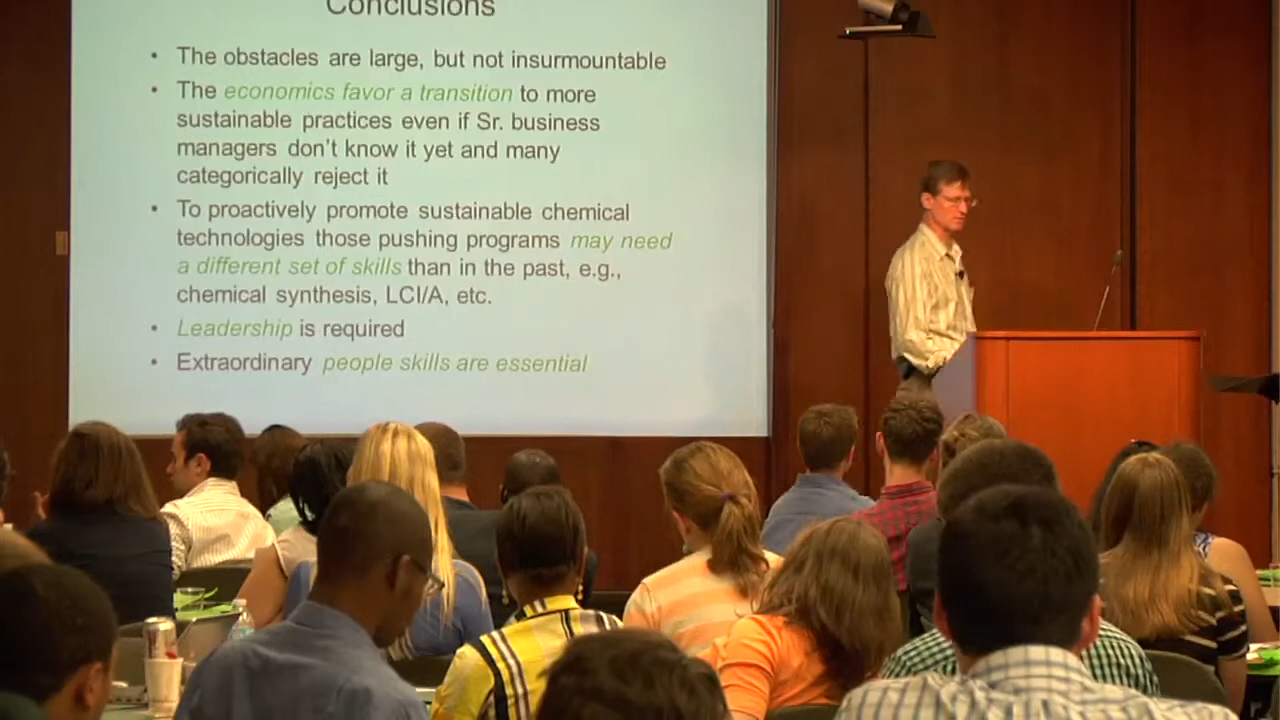 Conclusions
• The obstacles are large, but not insurmountable
• The economics favor a transition to more
sustainable practices even if Sr. business
managers don't know it yet and many
categorically reject it
• To proactively promote sustainable chemical
technologies those pushing programs may need
a different set of skills than in the past, e.g.,
chemical synthesis, LCI/A, etc.
• Leadership is required
• Extraordinary people skills are essential